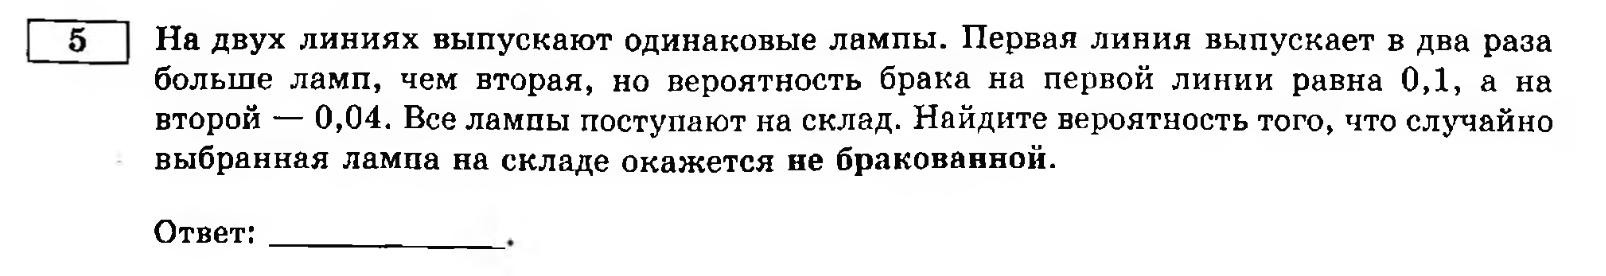 5
На двух линиях выпускают одинаковые лампы. Первая линия выпускает в два раза
больше ламп, чем вторая, но вероятность брака на первой линии равна 0,1, а на
второй — 0,04. Все лампы поступают на склад. Найдите вероятность того, что случайно
выбранная лампа на складе окажется не бракованной.
Ответ: ____________.